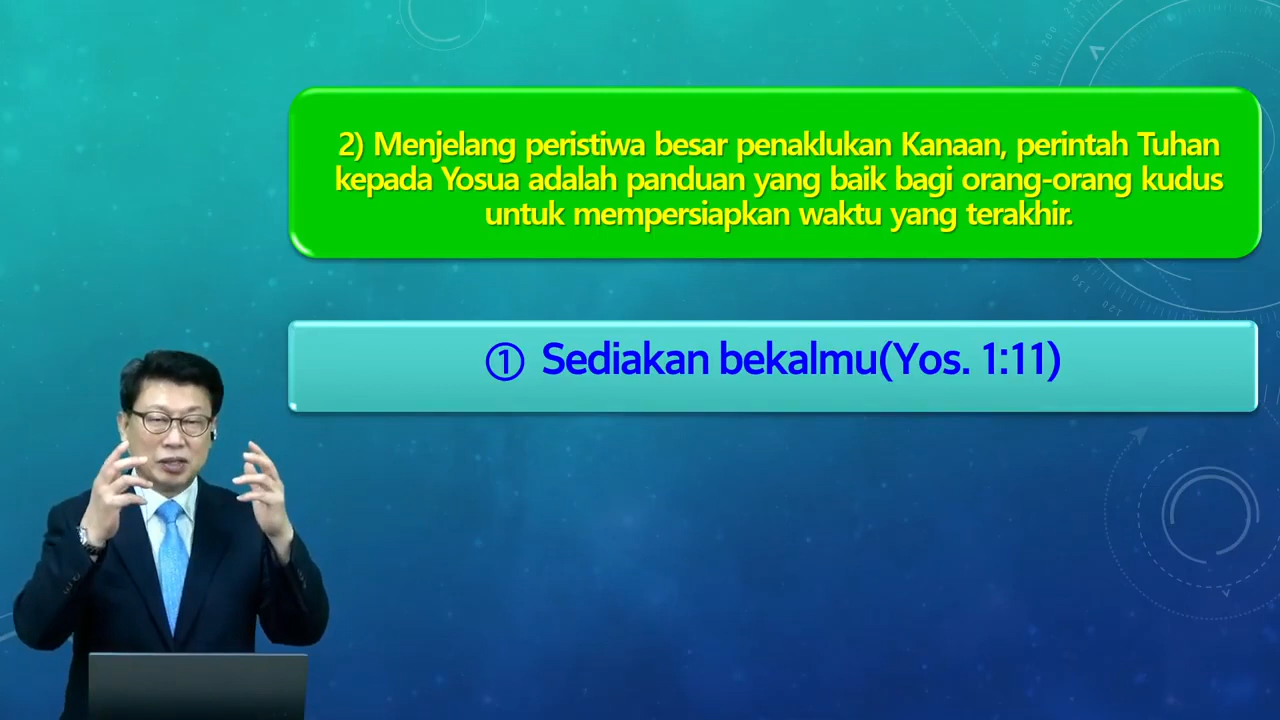 2) Menjelang peristiwa besar penaklukan Kanaan, perintah Tuhan
kepada Yosua adalah panduan yang baik bagi orang-orang kudus
untuk mempersiapkan waktu yang terakhir.
① Sediakan bekalmu(Yos. 1:11)